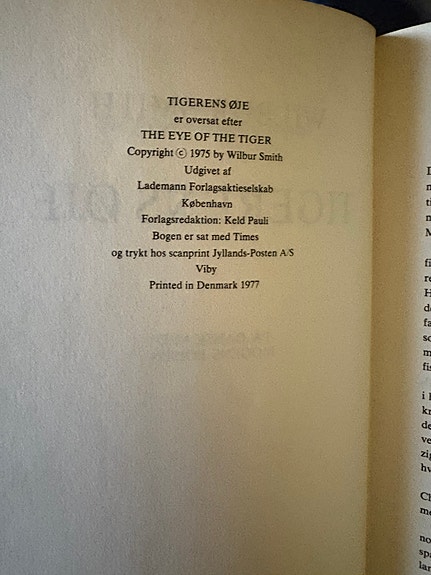 TIGERENS ØJE
er oversat efter
THE EYE OF THE TIGER
Copyright © 1975 by Wilbur Smith
Udgivet af
Lademann Forlagsaktieselskab
København
Forlagsredaktion: Keld Pauli
Bogen er sat med Times
og trykt hos scanprint Jyllands-Posten A/S
Viby
Printed in Denmark 1977